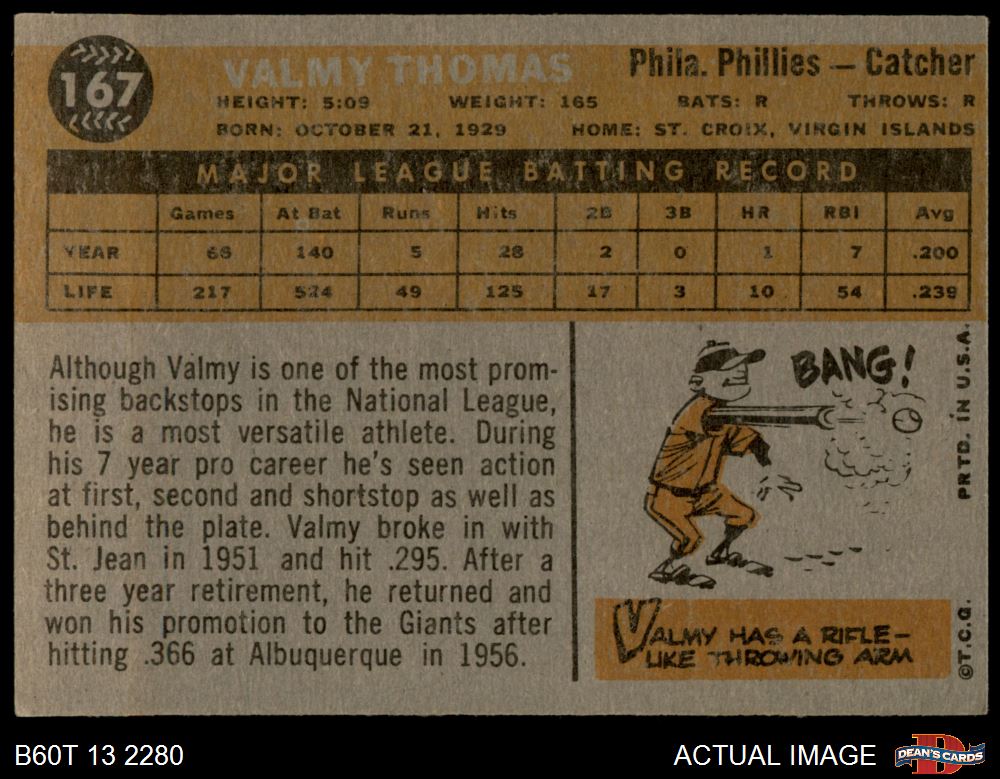 167
VALMY THOMAS
Phila. Phillies — Catcher
HEIGHT: 5:09 WEIGHT: 165 BATS: R THROWS: R
BORN: OCTOBER 21, 1929 HOME: ST. CROIX, VIRGIN ISLANDS
MAJOR LEAGUE BATTING RECORD
Games At Bat Runs Hits 2B 3B HR RBI Avg
YEAR 66 140 5 28 2 0 1 7 .200
LIFE 217 524 49 125 17 3 10 54 .239
Although Valmy is one of the most prom-
ising backstops in the National League,
he is a most versatile athlete. During
his 7 year pro career he's seen action
at first, second and shortstop as well as
behind the plate. Valmy broke in with
St. Jean in 1951 and hit .295. After a
three year retirement, he returned and
won his promotion to the Giants after
hitting .366 at Albuquerque in 1956.
BANG!
VALMY HAS A RIFLE-
LIKE THROWING ARM
PRTD. IN U.S.A.
©T.C.G.
B60T 13 2280
ACTUAL IMAGE
DEAN'S CARDS